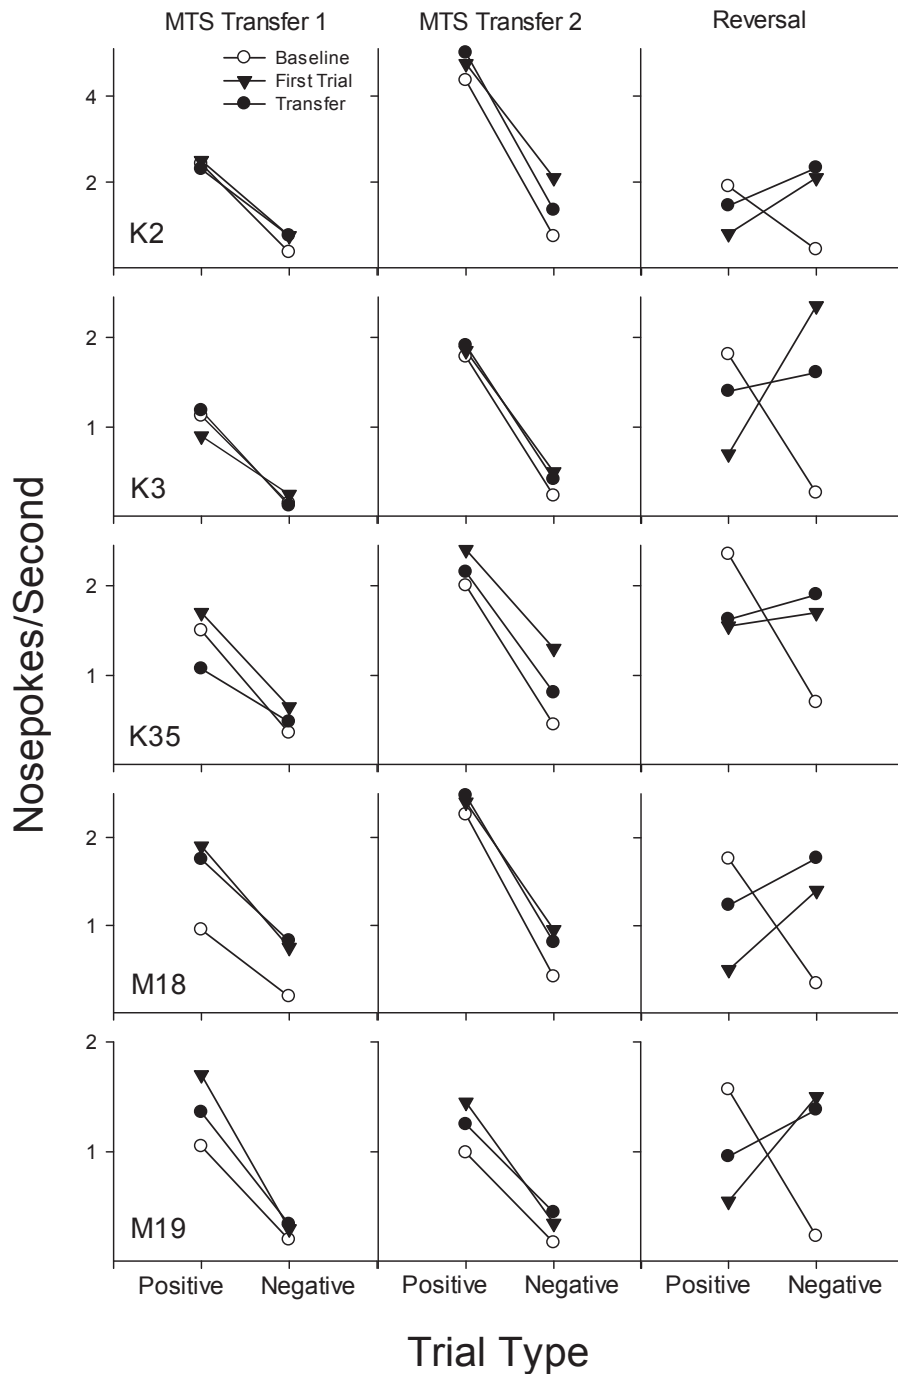 MTS Transfer 1
MTS Transfer 2
Reversal
Baseline
First Trial
Transfer
4
2
K2
2
1
K3
2
1
K35
2
1
M18
2
1
M19
Nosepokes/Second
Positive Negative Positive Negative Positive Negative
Trial Type